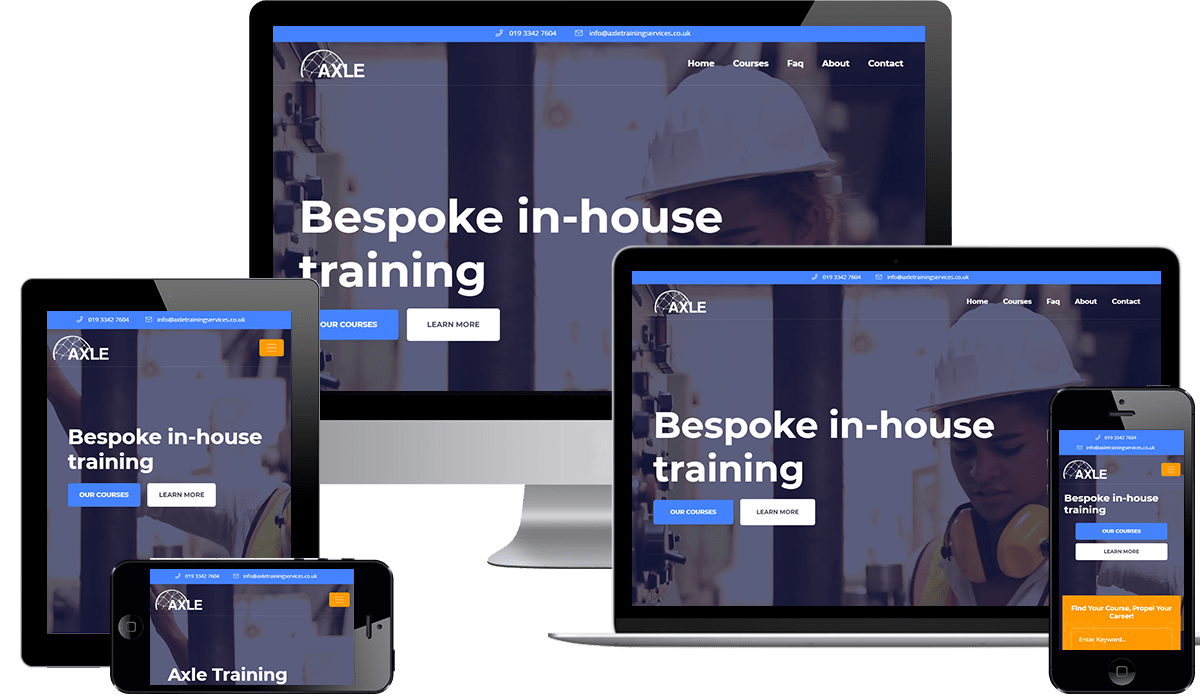 019 3342 7604 info@axletrainingservices.co.uk
AXLE
Home Courses Faq About Contact
Bespoke in-house
training
OUR COURSES LEARN MORE
019 3342 7604 info@axletrainingservices.co.uk
AXLE
Home Courses Faq About Contact
Bespoke in-house
training
OUR COURSES LEARN MORE
019 3342 7604 info@axletrainingservices.co.uk
AXLE
Bespoke in-house
training
OUR COURSES LEARN MORE
019 3342 7604 info@axletrainingservices.co.uk
AXLE
Axle Training
019 3342 7604
info@axletrainingservices.co.uk
AXLE
Bespoke in-house
training
OUR COURSES
LEARN MORE
Find Your Course, Propel Your
Career!
Enter Keyword...